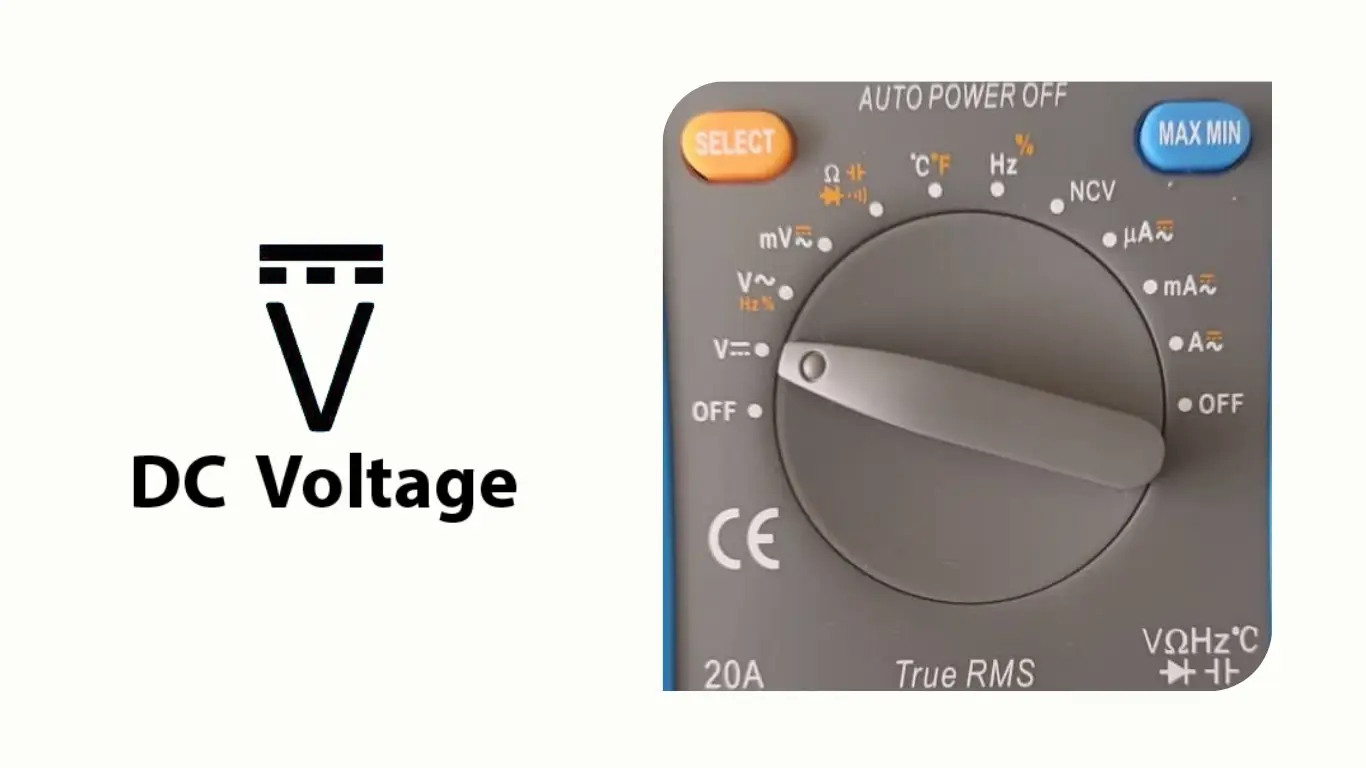 V
DC Voltage
AUTO POWER OFF
SELECT
MAX MIN
Ω
°C°F
Hz%
NCV
mV
μA
V~
Hz%
mA
V
A
OFF
OFF
CE
20A
True RMS
VΩHz°C